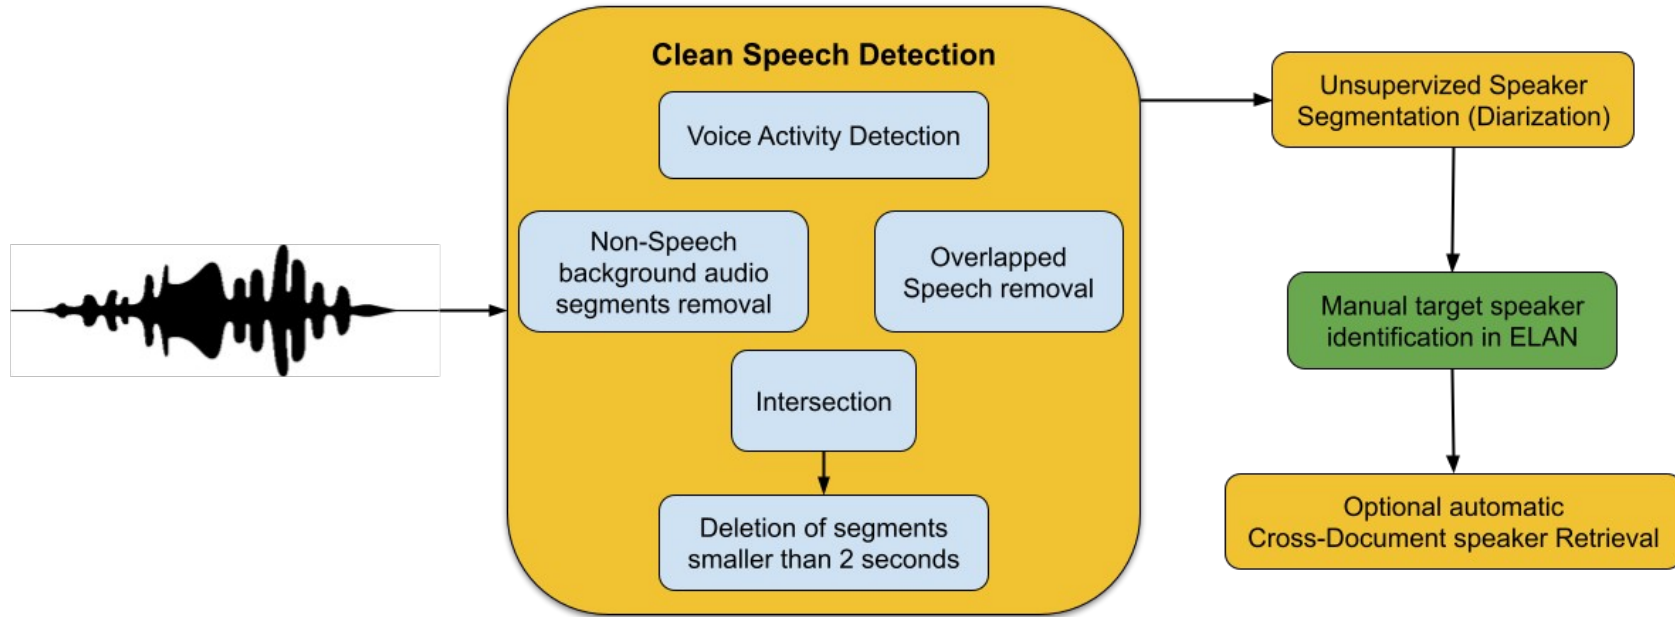 Clean Speech Detection
Voice Activity Detection
Non-Speech
background audio
segments removal
Overlapped
Speech removal
Intersection
Deletion of segments
smaller than 2 seconds
Unsupervized Speaker
Segmentation (Diarization)
Manual target speaker
identification in ELAN
Optional automatic
Cross-Document speaker Retrieval